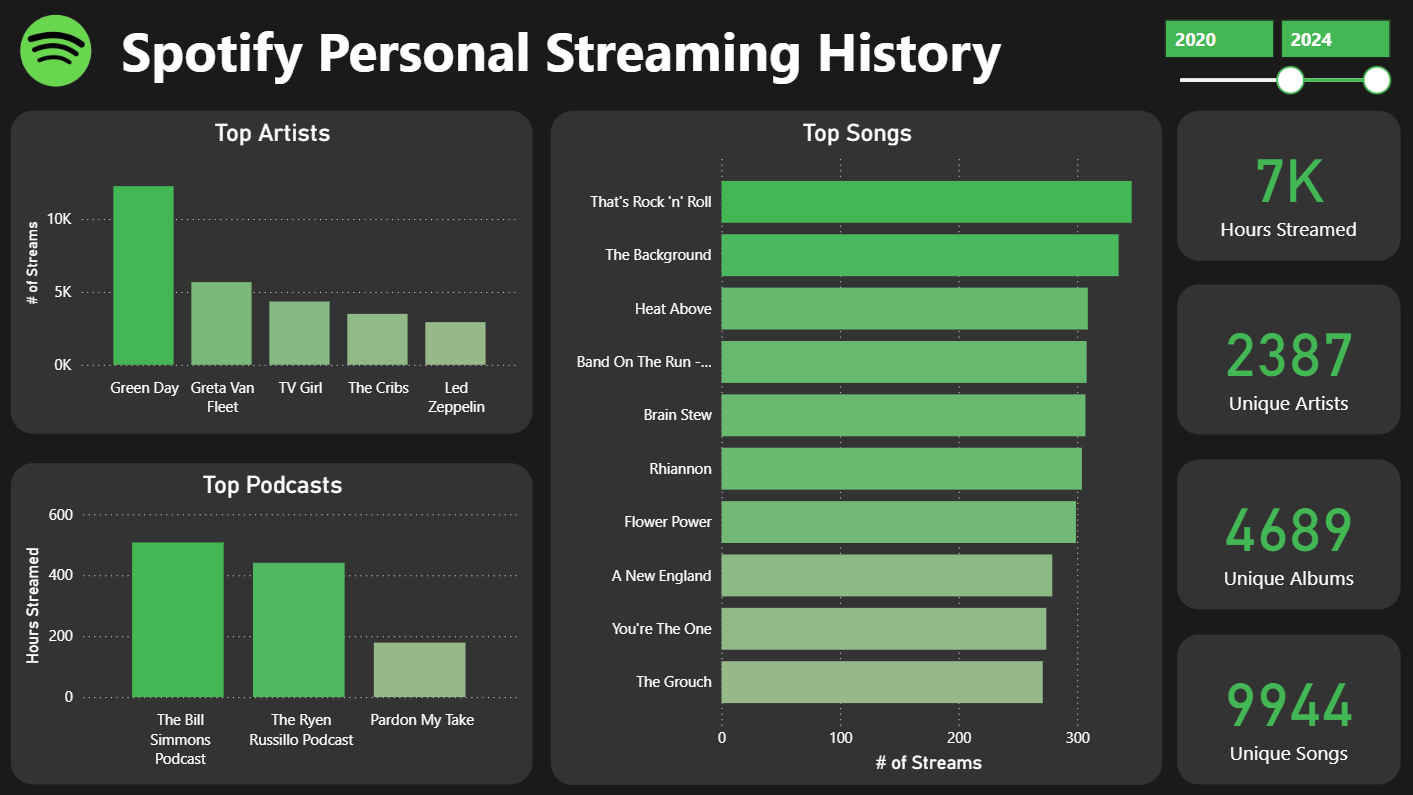 Spotify Personal Streaming History
2020
2024
Top Artists
# of Streams
10K
5K
0K
Green Day
Greta Van
Fleet
TV Girl
The Cribs
Led
Zeppelin
Top Podcasts
Hours Streamed
600
400
200
0
The Bill
Simmons
Podcast
The Ryen
Russillo Podcast
Pardon My Take
Top Songs
That's Rock 'n' Roll
The Background
Heat Above
Band On The Run -...
Brain Stew
Rhiannon
Flower Power
A New England
You're The One
The Grouch
0
100
200
300
# of Streams
7K
Hours Streamed
2387
Unique Artists
4689
Unique Albums
9944
Unique Songs